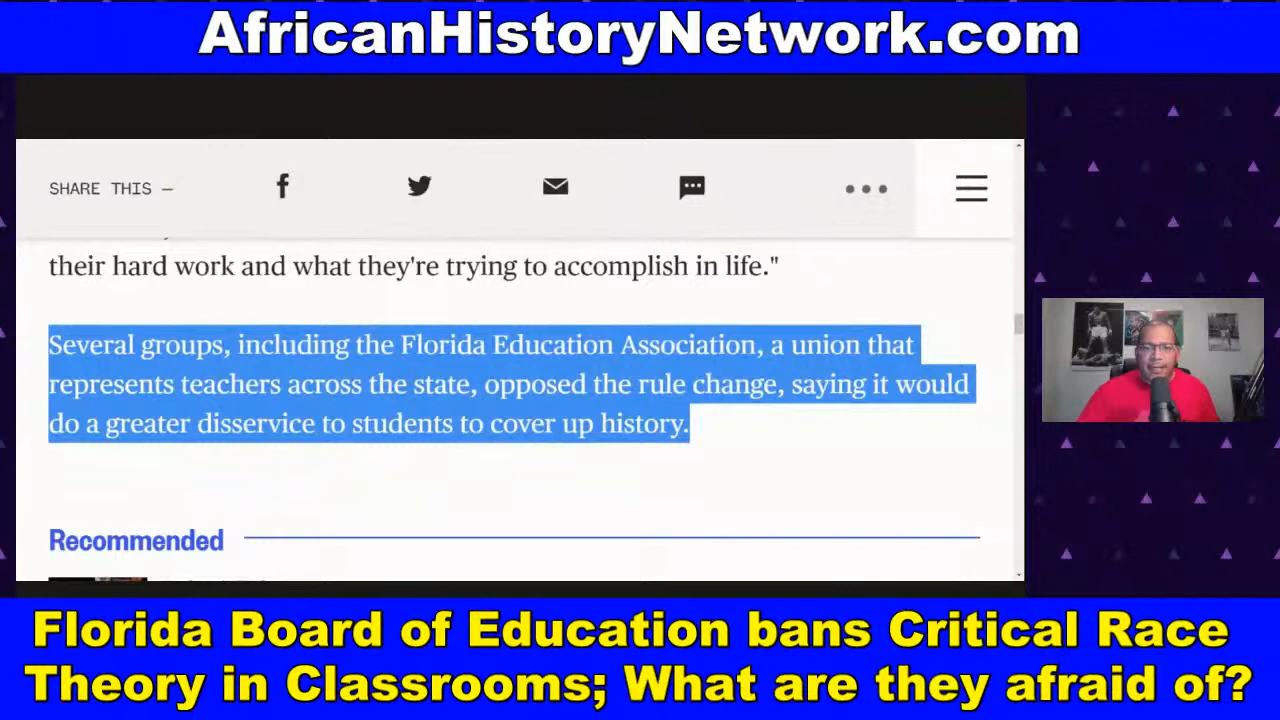 AfricanHistoryNetwork.com
SHARE THIS —
their hard work and what they're trying to accomplish in life."
Several groups, including the Florida Education Association, a union that
represents teachers across the state, opposed the rule change, saying it would
do a greater disservice to students to cover up history.
Recommended
Florida Board of Education bans Critical Race
Theory in Classrooms; What are they afraid of?